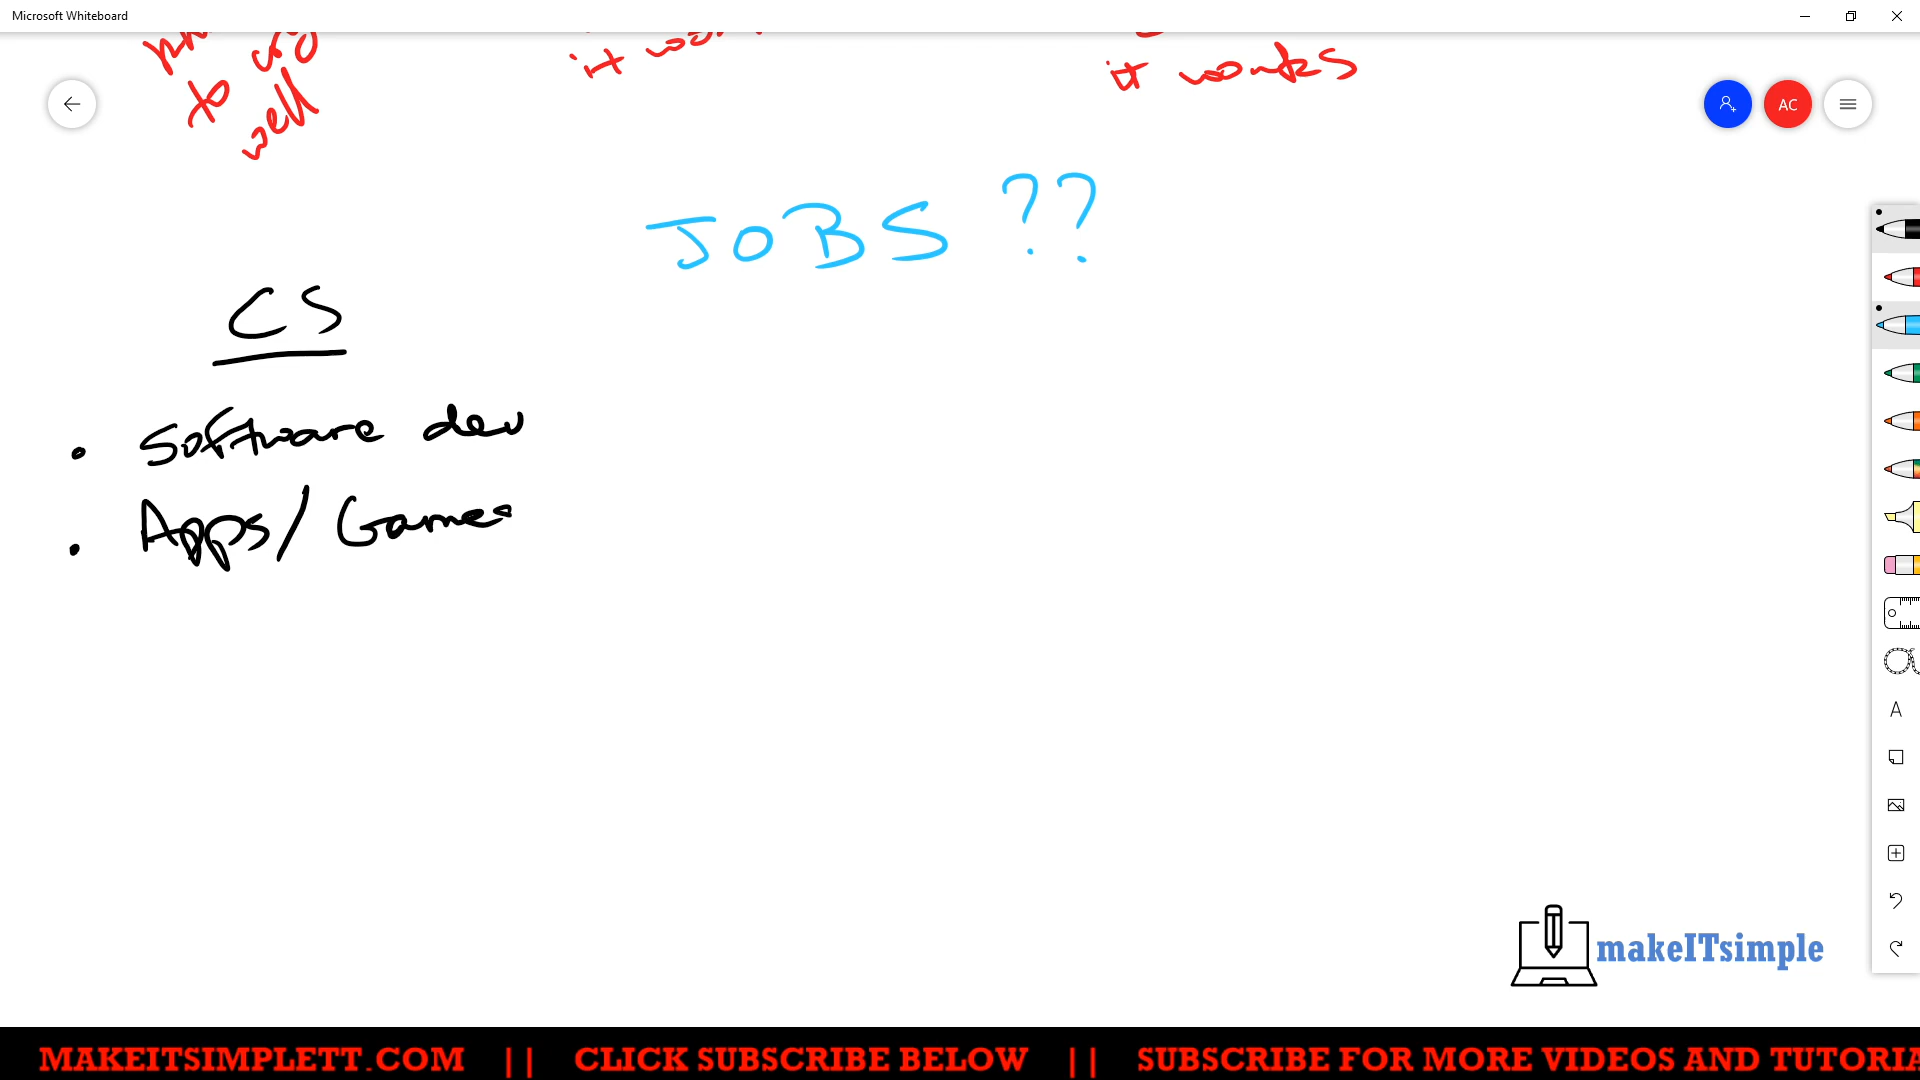 Microsoft Whiteboard
it
it works
to
well
AC
JOBS ??
CS
• Software dev
• Apps/Games
A
makeITsimple
MAKEITSIMPLETT.COM || CLICK SUBSCRIBE BELOW || SUBSCRIBE FOR MORE VIDEOS AND TUTORIA